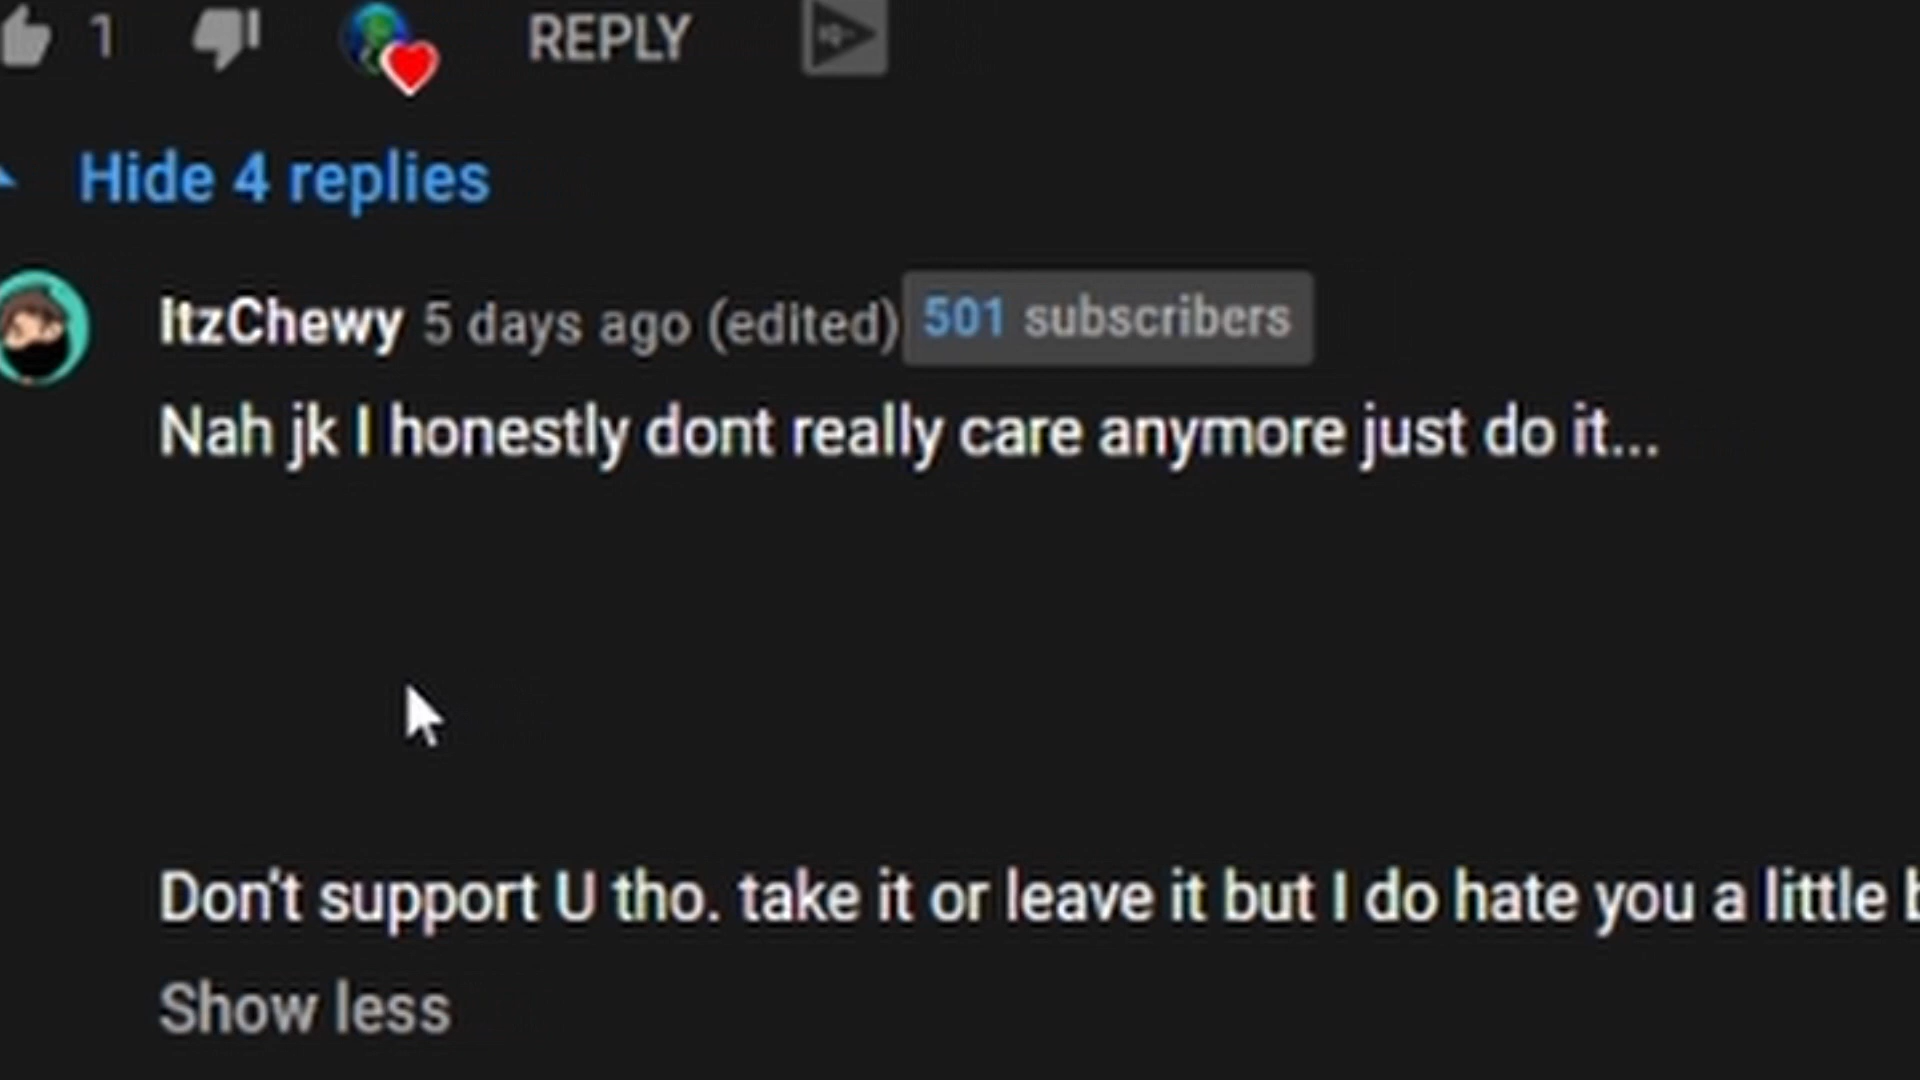 1 REPLY
Hide 4 replies
ItzChewy 5 days ago (edited) 501 subscribers
Nah jk I honestly dont really care anymore just do it...
Don't support U tho. take it or leave it but I do hate you a little
Show less